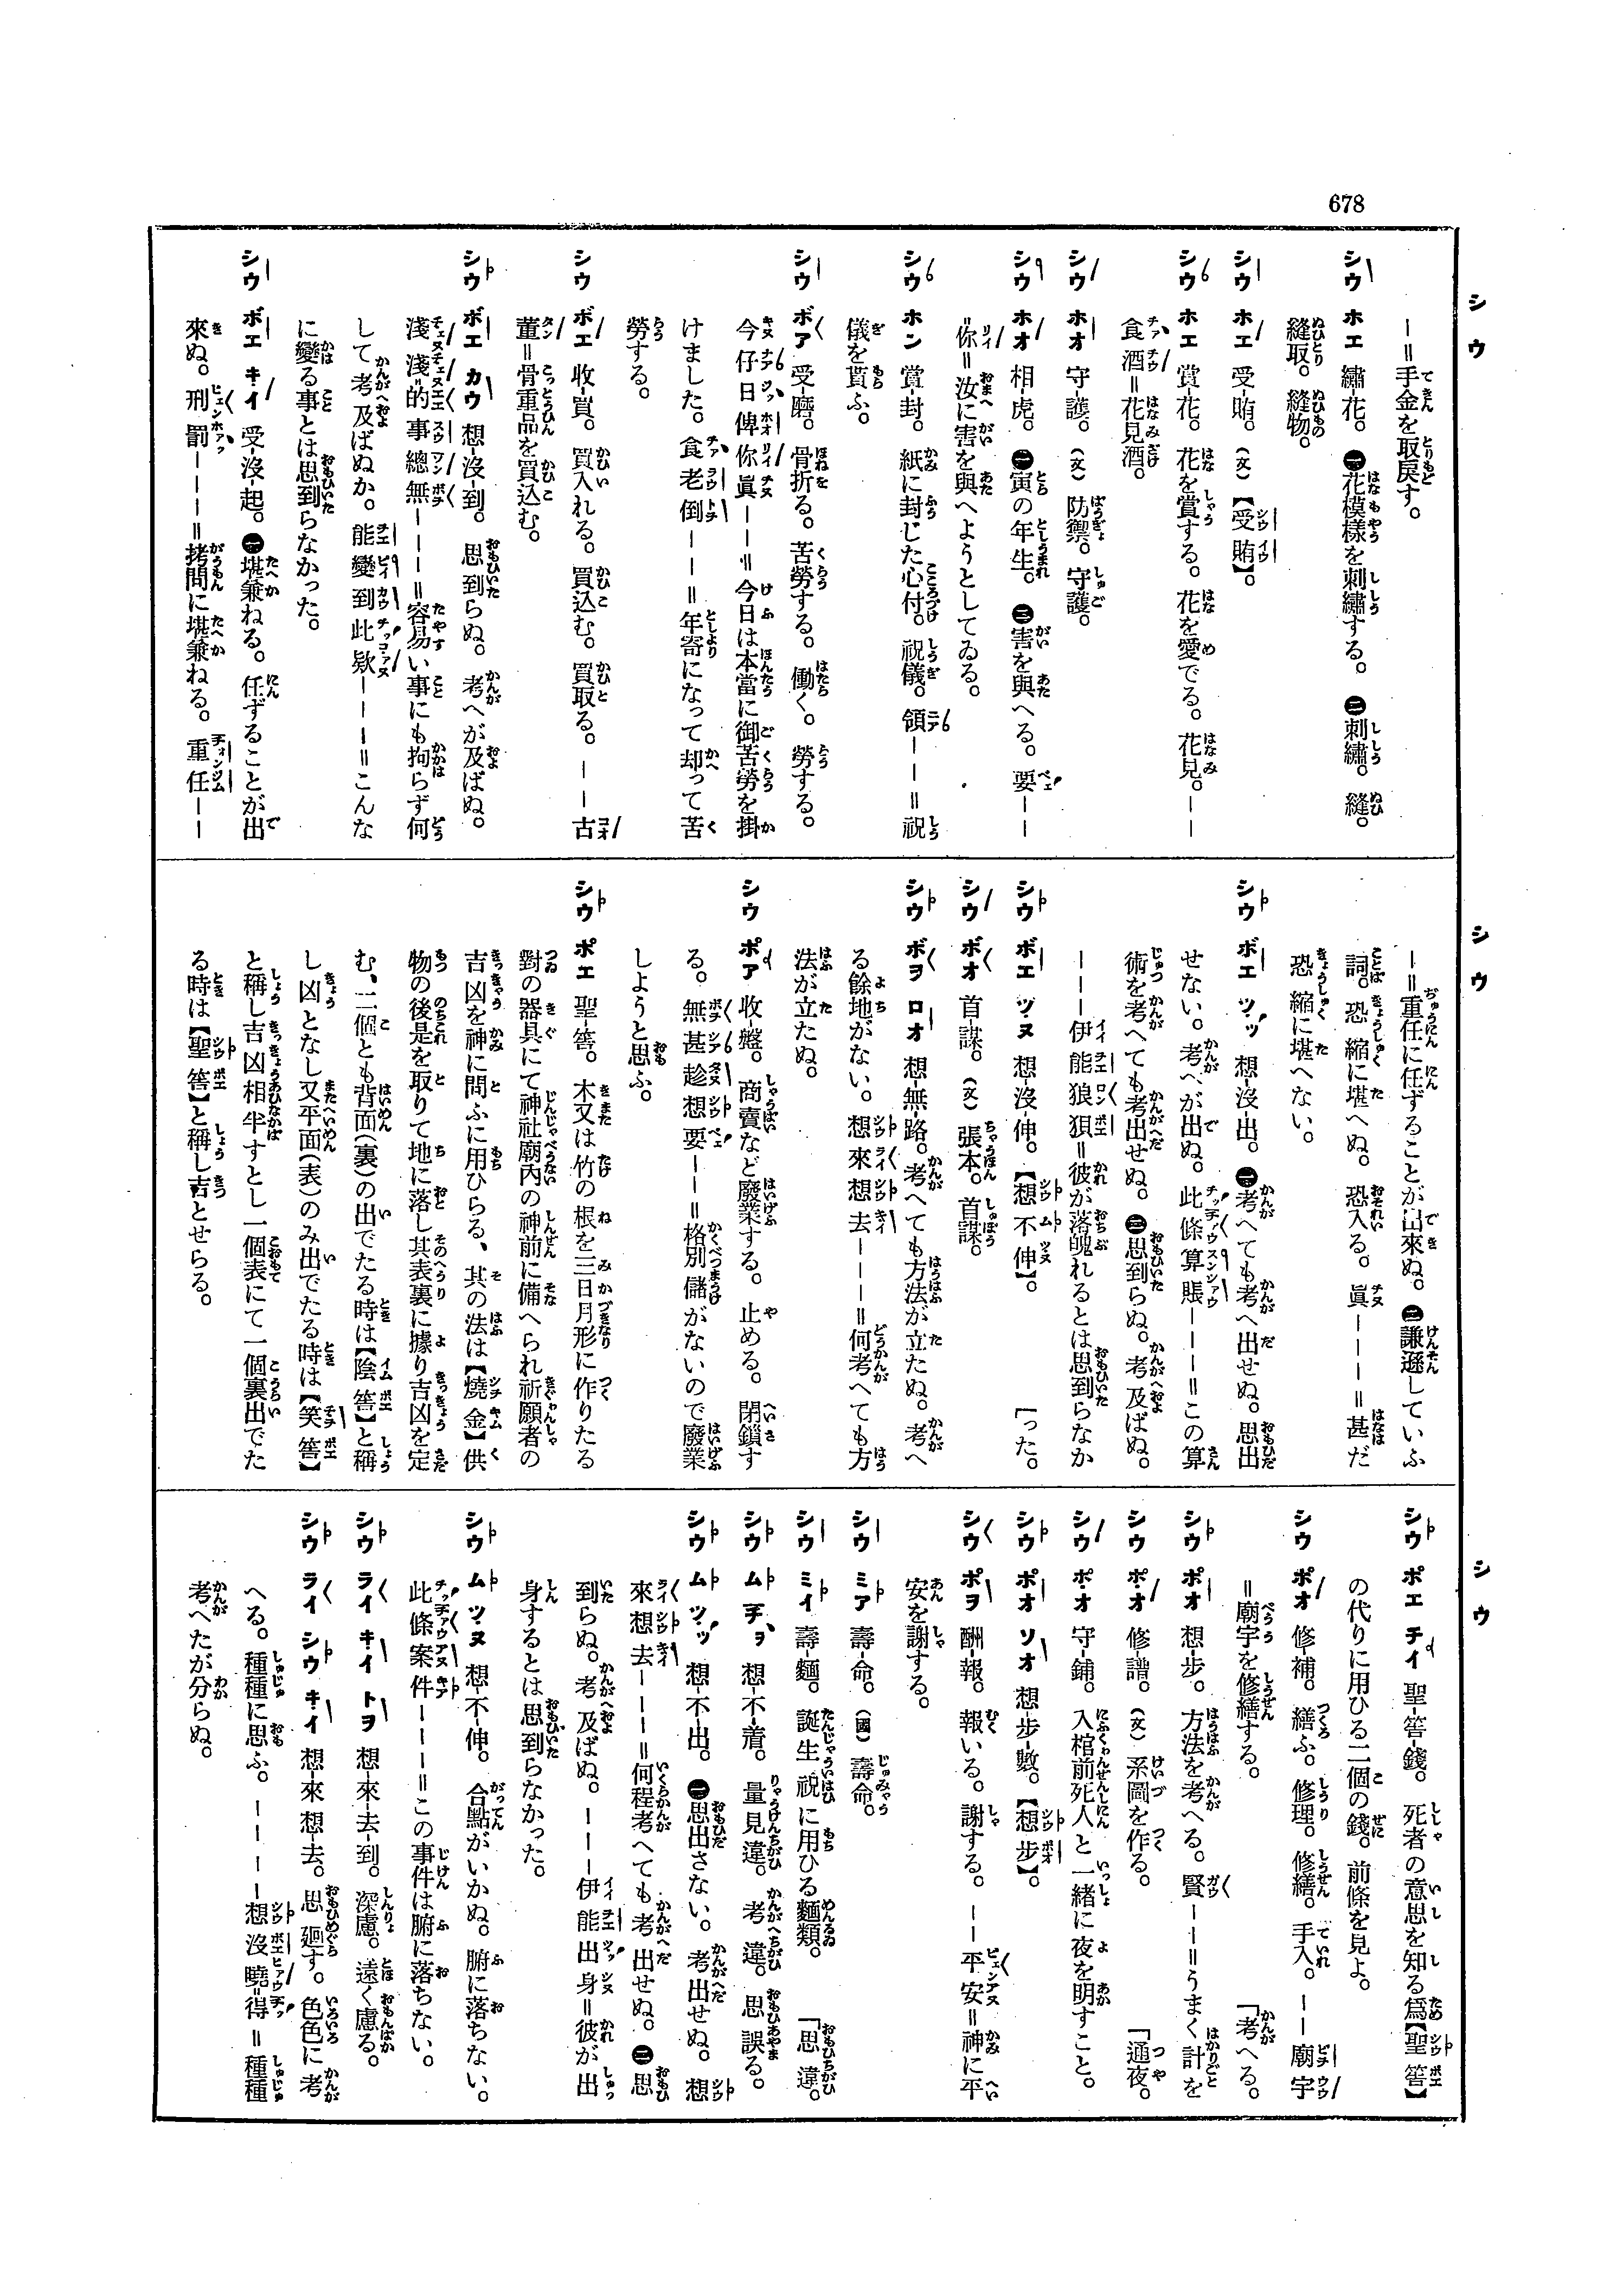 678
シウ
シウ
シウ
――=手金を取戾す。
シウ ホエ 繡-花。㊀花模樣を刺繡する。㊁刺繡。縫。
縫取。縫物。
シウ ホエ 受-賄。(文)【受賄】。
シウ ホエ 賞-花。花を賞する。花を愛でる。花見。――
食酒=花見酒。
シウ ホオ 守-護。(文)防禦。守護。
シウ ホオ 相-虎。㊀寅の年生。㊁害を與へる。要――
你=汝に害を與へようとしてゐる。
シウ ホン 賞-封。紙に封じた心付。祝儀。領――=祝
儀を貰ふ。
シウ ボア 受-磨。骨折る。苦勞する。働く。勞する。
今仔日俾你眞――=今日は本當に御苦勞を掛
けました。食老倒――=年寄になって却って苦
勞する。
シウ ボエ 收-買。買入れる。買込む。買取る。――古
董=骨重品を買込む。
シウ ボエ カウ 想-沒-到。思到らぬ。考へが及ばぬ。
淺淺-的事總無―――=容易い事にも拘らず何
して考及ばぬか。能變到此欵―――=こんな
に變る事とは思到らなかった。
シウ ボエ キイ 受-沒-起。㊀堪兼ねる。任ずることが出
來ぬ。刑罰―――=拷問に堪兼ねる。重任――
―=重任に任ずることが出來ぬ。㊁謙遜していふ
詞。恐縮に堪へぬ。恐入る。眞―――=甚だ
恐縮に堪へない。
シウ ボエ ツッ 想-沒-出。㊀考へても考へ出せぬ。思出
せない。考へが出ぬ。此條算賬―――=この算
術を考へても考出せぬ。㊁思到らぬ。考及ばぬ。
―――伊能狼狽=彼が落魄れるとは思到らなか
シウ ボエ ツヌ 想-沒-伸。【想不伸】。 [った。
シウ ボオ 首-謀。(文)張本。首謀。
シウ ボヲ ロオ 想-無-路。考へても方法が立たぬ。考へ
る餘地がない。想來想去―――=何考へても方
法が立たぬ。
シウ ポア 收-盤。商賣など廢業する。止める。閉鎖す
る。無甚趁想要――=格別儲がないので廢業
しようと思ふ。
シウ ポエ 聖-筶。木又は竹の根を三日月形に作りたる
對の器具にて神社廟內の神前に備へられ祈願者の
吉凶を神に問ふに用ひらる、其の法は【燒金】供
物の後是を取りて地に落し其表裏に據り吉凶を定
む、二個とも背面(裏)の出でたる時は【陰筶】と稱
し凶となし又平面(表)のみ出でたる時は【笑筶】
と稱し吉凶相半すとし一個表にて一個裏出でた
る時は【聖筶】と稱し吉とせらる。
シウ ポエ チイ 聖-筶-錢。死者の意思を知る爲【聖筶】
の代りに用ひる二個の錢。前條を見よ。
シウ ポオ 修-補。繕ふ。修理。修繕。手入。――廟宇
=廟宇を修繕する。 「考へる。
シウ ポオ 想-步。方法を考へる。賢――=うまく計を
シウ ポオ 修-譜。(文)系圖を作る。 「通夜。
シウ ポオ 守-鋪。入棺前死人と一緖に夜を明すこと。
シウ ポオ ソオ 想-步-數。【想步】。
シウ ポヲ 酬-報。報いる。謝する。――平安=神に平
安を謝する。
シウ ミア 壽-命。(國)壽命。
シウ ミイ 壽-麵。誕生祝に用ひる麵類。 「思違。
シウ ム チヲ 想-不-着。量見違。考違。思誤る。
シウ ム ツッ 想-不-出。㊀思出さない。考出せぬ。想
來想去―――=何程考へても考出せぬ。㊁思
到らぬ。考及ばぬ。―――伊能出身=彼が出
身するとは思到らなかった。
シウ ム ツヌ 想-不-伸。合點がいかぬ。腑に落ちない。
此條案件―――=この事件は腑に落ちない。
シウ ライ キイ トヲ 想-來-去-到。深慮。遠く慮る。
シウ ライ シウ キイ 想-來想-去。思廻す。色色に考
へる。種種に思ふ。――――想沒曉-得=種種
考へたが分らぬ。